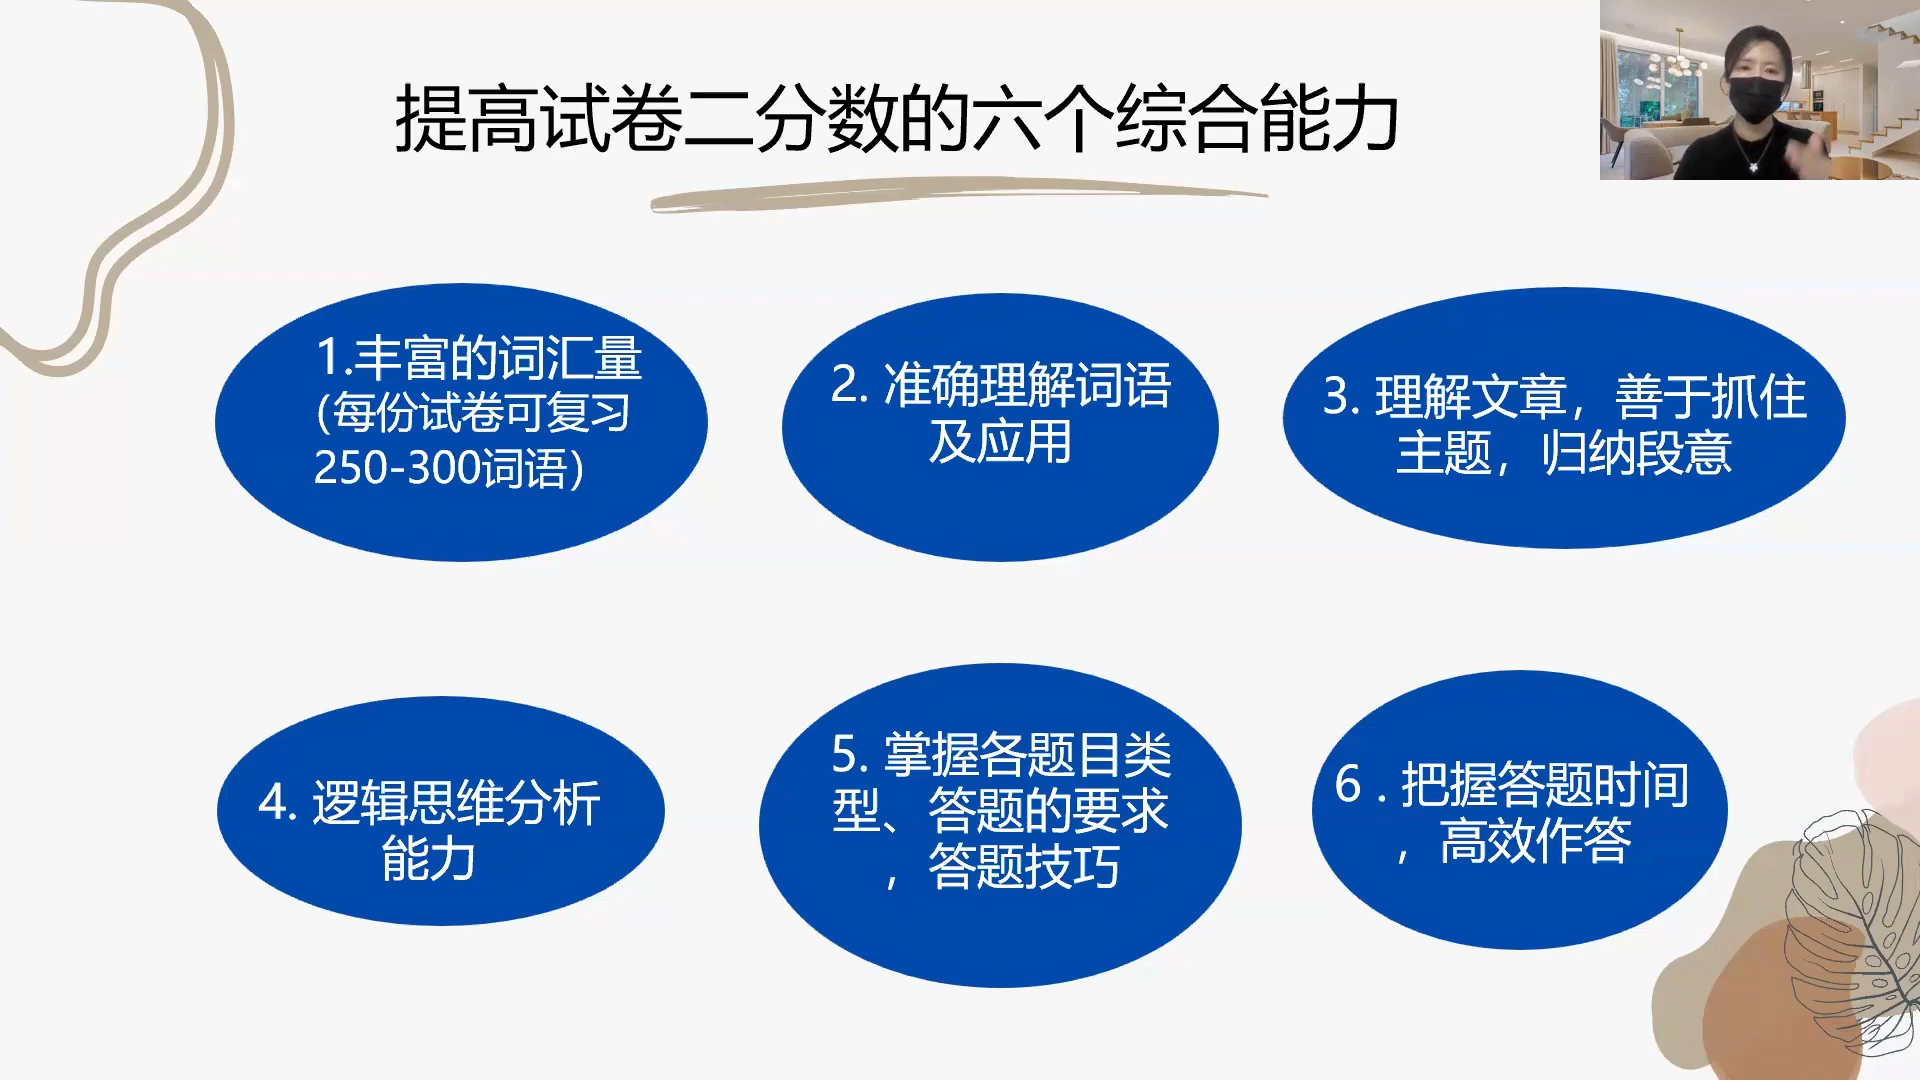 提高试卷二分数的六个综合能力
1.丰富的词汇量
(每份试卷可复习
250-300词语)
2. 准确理解词语
及应用
3. 理解文章，善于抓住
主题，归纳段意
4. 逻辑思维分析
能力
5. 掌握各题目类
型、答题的要求
，答题技巧
6 . 把握答题时间
，高效作答